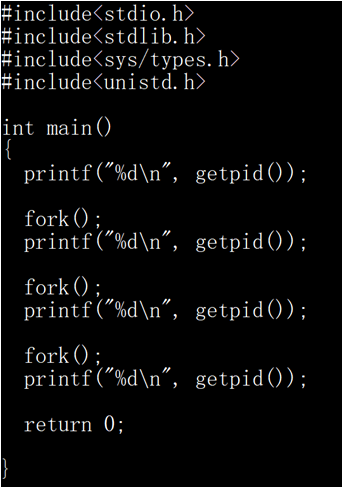 #include<stdio.h>
#include<stdlib.h>
#include<sys/types.h>
#include<unistd.h>
int main()
{
printf("%d\n", getpid());
fork();
printf("%d\n", getpid());
fork();
printf("%d\n", getpid());
fork();
printf("%d\n", getpid());
return 0;
}